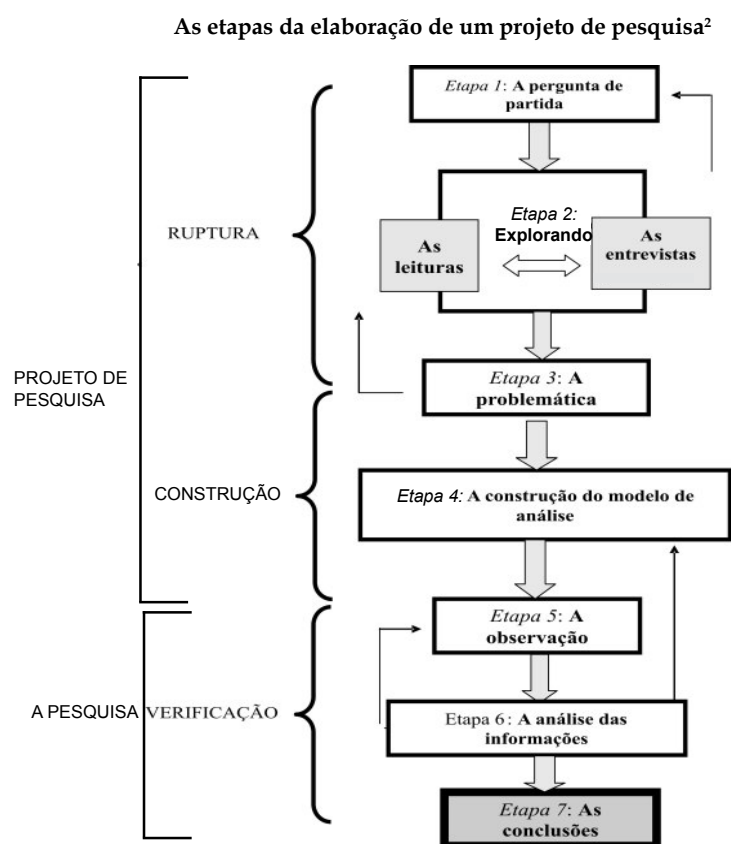 As etapas da elaboração de um projeto de pesquisa²
Etapa 1: A pergunta de
partida
RUPTURA
Etapa 2:
Explorando
As
leituras
As
entrevistas
PROJETO DE
PESQUISA
Etapa 3: A
problemática
CONSTRUÇÃO
Etapa 4: A construção do modelo de
análise
Etapa 5: A
observação
A PESQUISA
VERIFICAÇÃO
Etapa 6: A análise das
informações
Etapa 7: As
conclusões